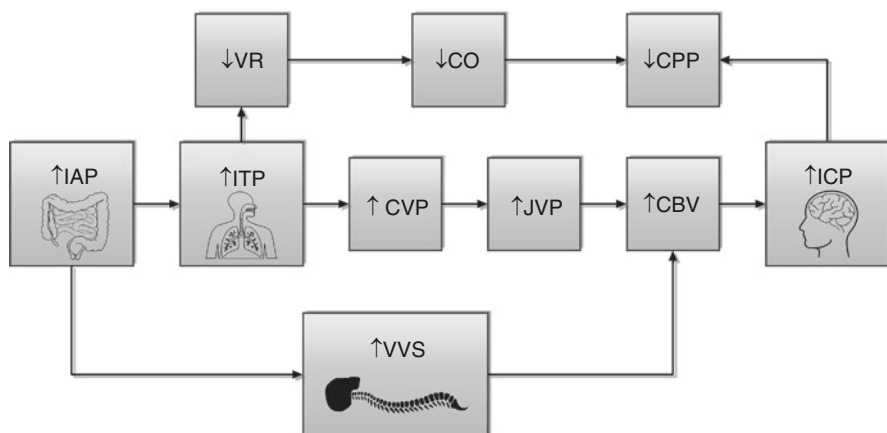 ↓VR
↓CO
↓CPP
↑IAP
↑ITP
↑ CVP
↑JVP
↑CBV
↑ICP
↑VVS